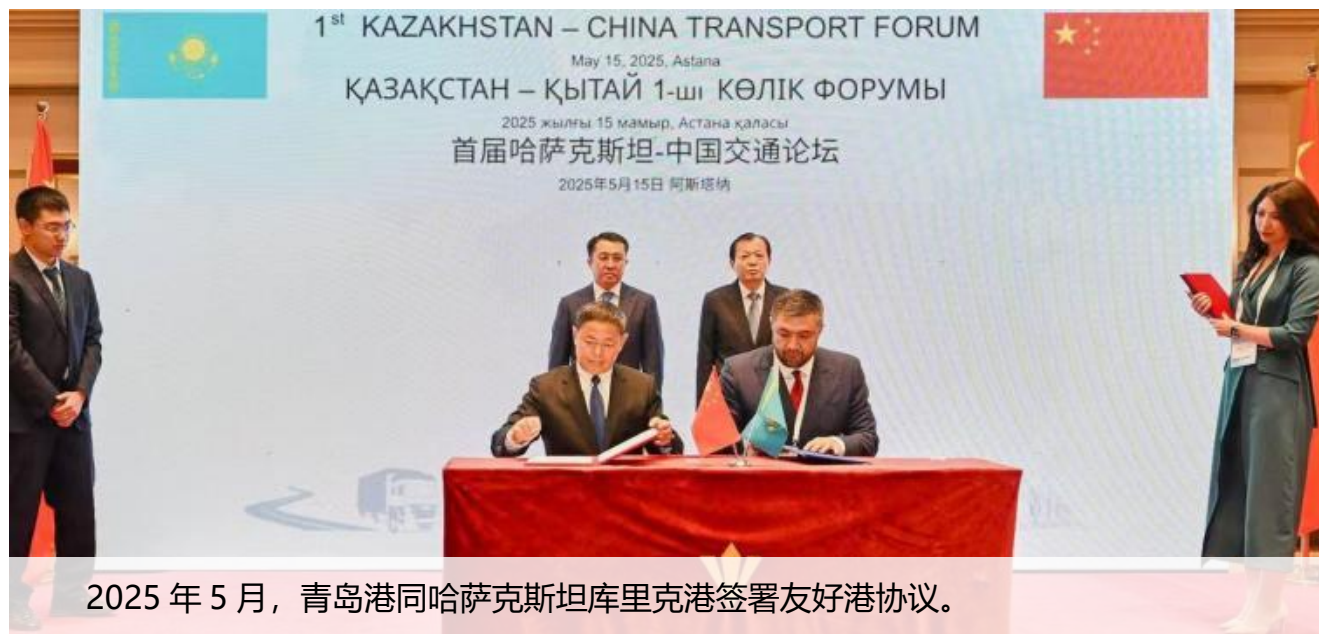 1st KAZAKHSTAN – CHINA TRANSPORT FORUM
May 15, 2025, Astana
ҚАЗАҚСТАН – ҚЫТАЙ 1-ші КӨЛІК ФОРУМЫ
2025 жылғы 15 мамыр, Астана қаласы
首届哈萨克斯坦-中国交通论坛
2025年5月15日 阿斯塔纳
2025 年 5 月，青岛港同哈萨克斯坦库里克港签署友好港协议。